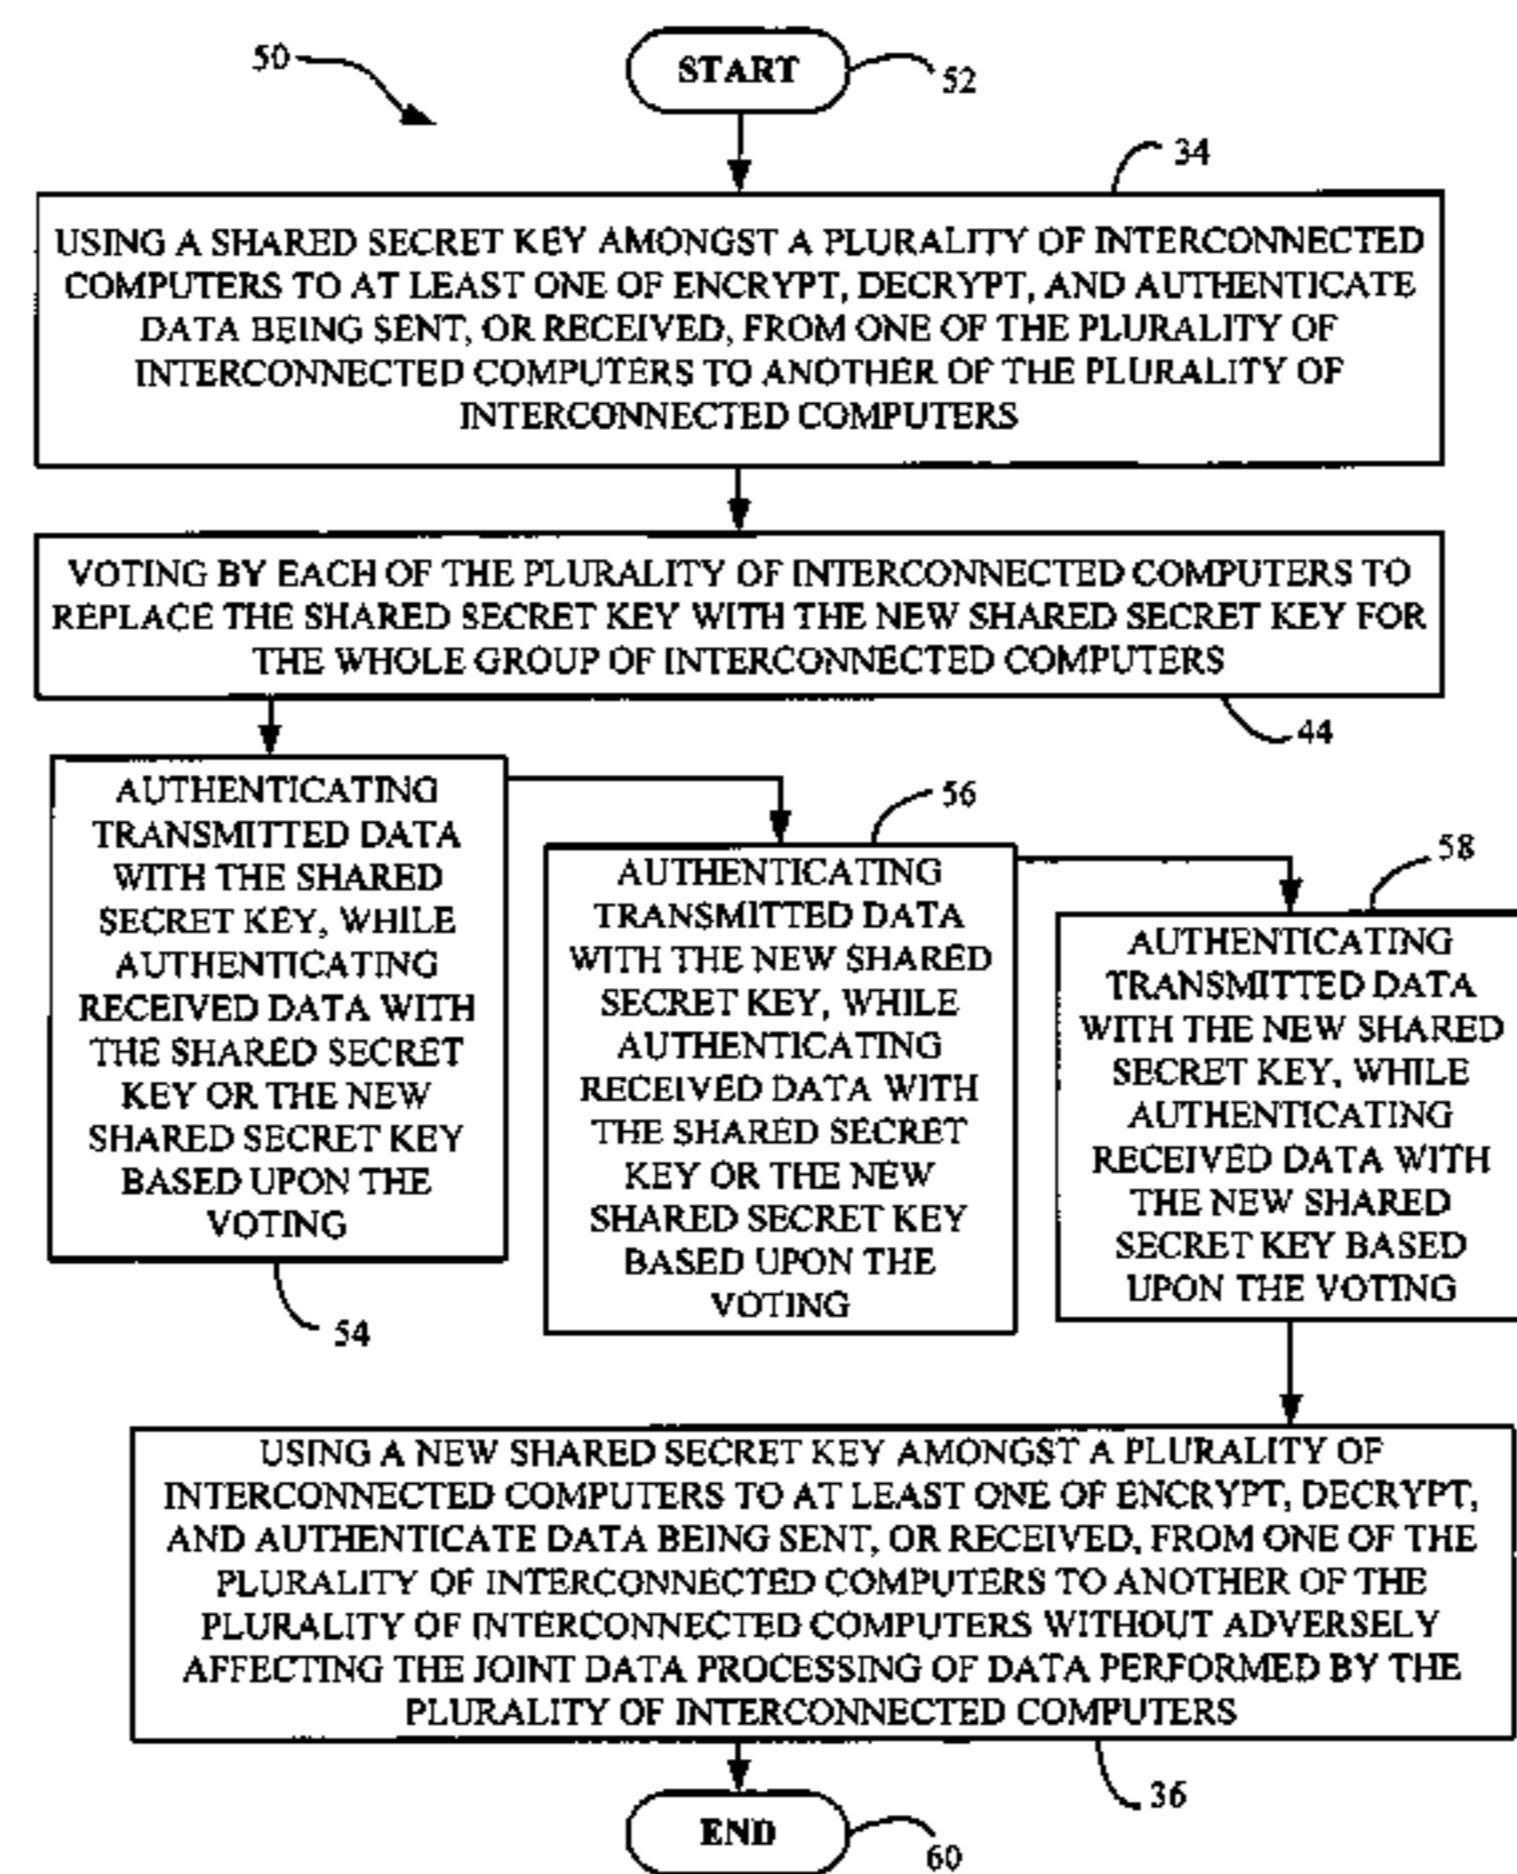 50
START
52
34
USING A SHARED SECRET KEY AMONGST A PLURALITY OF INTERCONNECTED
COMPUTERS TO AT LEAST ONE OF ENCRYPT, DECRYPT, AND AUTHENTICATE
DATA BEING SENT, OR RECEIVED, FROM ONE OF THE PLURALITY OF
INTERCONNECTED COMPUTERS TO ANOTHER OF THE PLURALITY OF
INTERCONNECTED COMPUTERS
VOTING BY EACH OF THE PLURALITY OF INTERCONNECTED COMPUTERS TO
REPLACE THE SHARED SECRET KEY WITH THE NEW SHARED SECRET KEY FOR
THE WHOLE GROUP OF INTERCONNECTED COMPUTERS
44
AUTHENTICATING
TRANSMITTED DATA
WITH THE SHARED
SECRET KEY, WHILE
AUTHENTICATING
RECEIVED DATA WITH
THE SHARED SECRET
KEY OR THE NEW
SHARED SECRET KEY
BASED UPON THE
VOTING
54
56
AUTHENTICATING
TRANSMITTED DATA
WITH THE NEW SHARED
SECRET KEY, WHILE
AUTHENTICATING
RECEIVED DATA WITH
THE SHARED SECRET
KEY OR THE NEW
SHARED SECRET KEY
BASED UPON THE
VOTING
58
AUTHENTICATING
TRANSMITTED DATA
WITH THE NEW SHARED
SECRET KEY, WHILE
AUTHENTICATING
RECEIVED DATA WITH
THE NEW SHARED
SECRET KEY BASED
UPON THE VOTING
USING A NEW SHARED SECRET KEY AMONGST A PLURALITY OF
INTERCONNECTED COMPUTERS TO AT LEAST ONE OF ENCRYPT, DECRYPT,
AND AUTHENTICATE DATA BEING SENT, OR RECEIVED, FROM ONE OF THE
PLURALITY OF INTERCONNECTED COMPUTERS TO ANOTHER OF THE
PLURALITY OF INTERCONNECTED COMPUTERS WITHOUT ADVERSELY
AFFECTING THE JOINT DATA PROCESSING OF DATA PERFORMED BY THE
PLURALITY OF INTERCONNECTED COMPUTERS
36
END
60